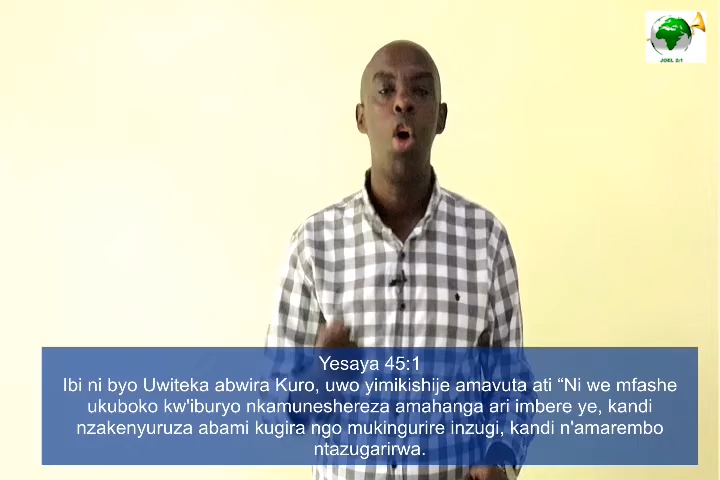 JOEL 2:1
Yesaya 45:1
Ibi ni byo Uwiteka abwira Kuro, uwo yimikishije amavuta ati “Ni we mfashe
ukuboko kw'iburyo nkamuneshereza amahanga ari imbere ye, kandi
nzakenyuruza abami kugira ngo mukingurire inzugi, kandi n'amarembo
ntazugarirwa.